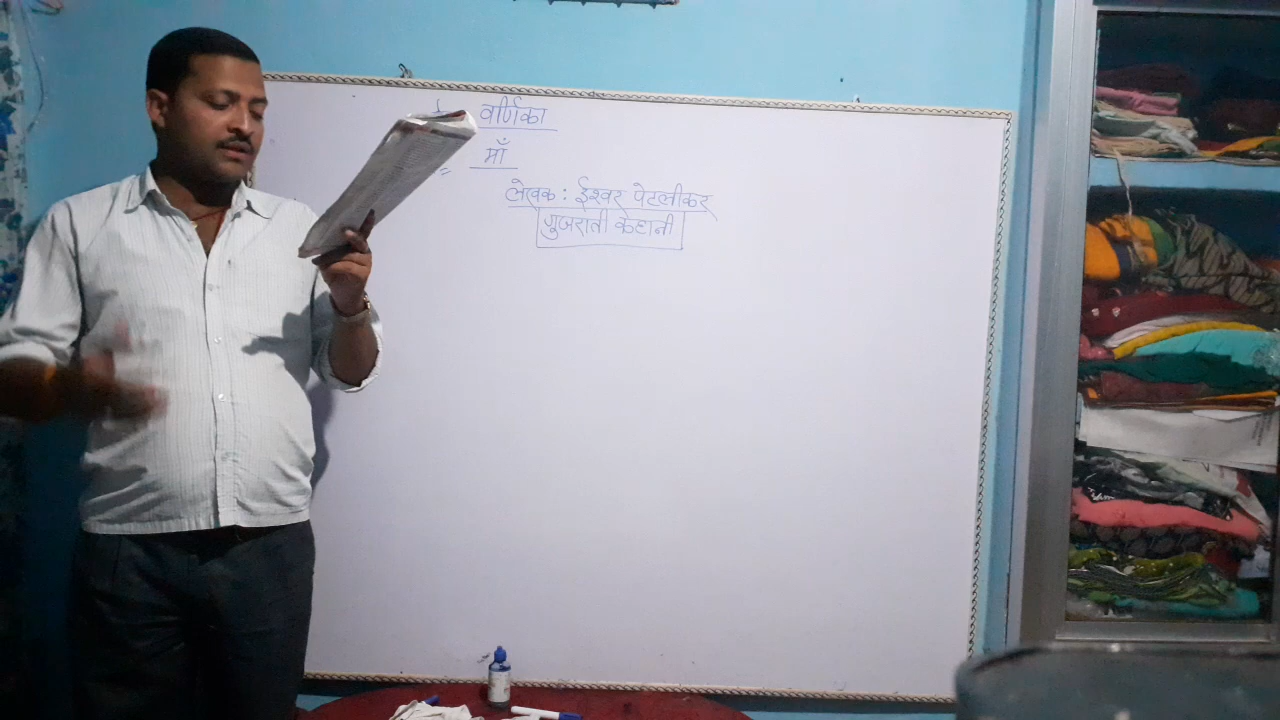 वर्णिका
माँ
लेखक : ईश्वर पेटलीकर
गुजराती कहानी